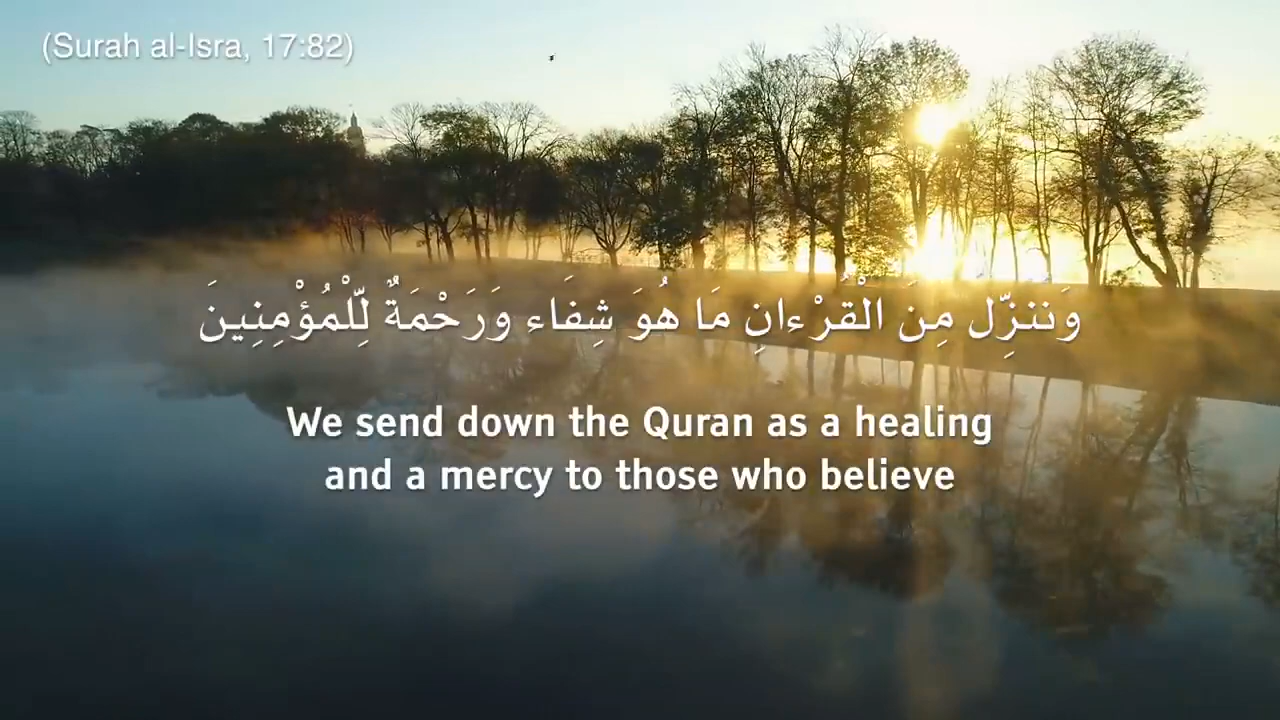 (Surah al-Isra, 17:82)
وَنُنَزِّل مِنَ الْقُرْءانِ مَا هُوَ شِفَاء وَرَحْمَةٌ لِّلْمُؤْمِنِينَ
We send down the Quran as a healing
and a mercy to those who believe